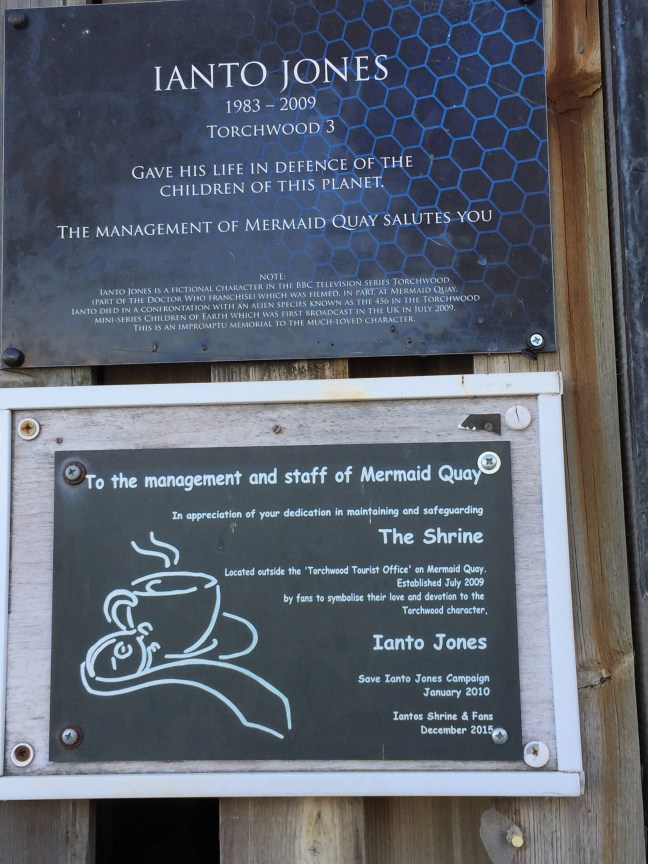 IANTO JONES
1983 – 2009
TORCHWOOD 3
GAVE HIS LIFE IN DEFENCE OF THE
CHILDREN OF THIS PLANET.
THE MANAGEMENT OF MERMAID QUAY SALUTES YOU
NOTE:
IANTO JONES IS A FICTIONAL CHARACTER IN THE BBC TELEVISION SERIES TORCHWOOD
(PART OF THE DOCTOR WHO FRANCHISE) WHICH WAS FILMED, IN PART, AT MERMAID QUAY.
IANTO DIED IN A CONFRONTATION WITH AN ALIEN SPECIES KNOWN AS THE 456 IN THE TORCHWOOD
MINI-SERIES CHILDREN OF EARTH WHICH WAS FIRST BROADCAST IN THE UK IN JULY 2009.
THIS IS AN IMPROMPTU MEMORIAL TO THE MUCH-LOVED CHARACTER.
To the management and staff of Mermaid Quay
In appreciation of your dedication in maintaining and safeguarding
The Shrine
Located outside the 'Torchwood Tourist Office' on Mermaid Quay.
Established July 2009
by fans to symbolise their love and devotion to the
Torchwood character,
Ianto Jones
Save Ianto Jones Campaign
January 2010
Iantos Shrine & Fans
December 2015